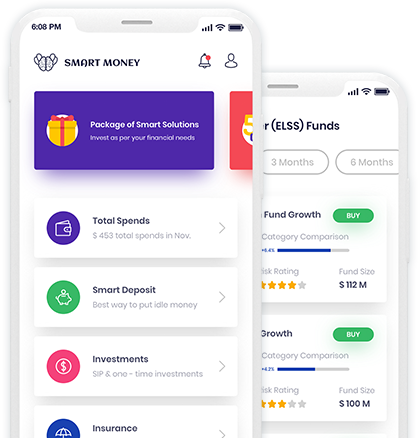 6:08 PM
SMART MONEY
Package of Smart Solutions
Invest as per your financial needs
Total Spends
$ 453 total spends in Nov.
Smart Deposit
Best way to put idle money
Investments
SIP & one - time investments
Insurance
(ELSS) Funds
3 Months
6 Months
Fund Growth
BUY
Category Comparison
+6.4%
Risk Rating
Fund Size
$ 112 M
Growth
BUY
Category Comparison
+4.2%
Risk Rating
Fund Size
$ 100 M